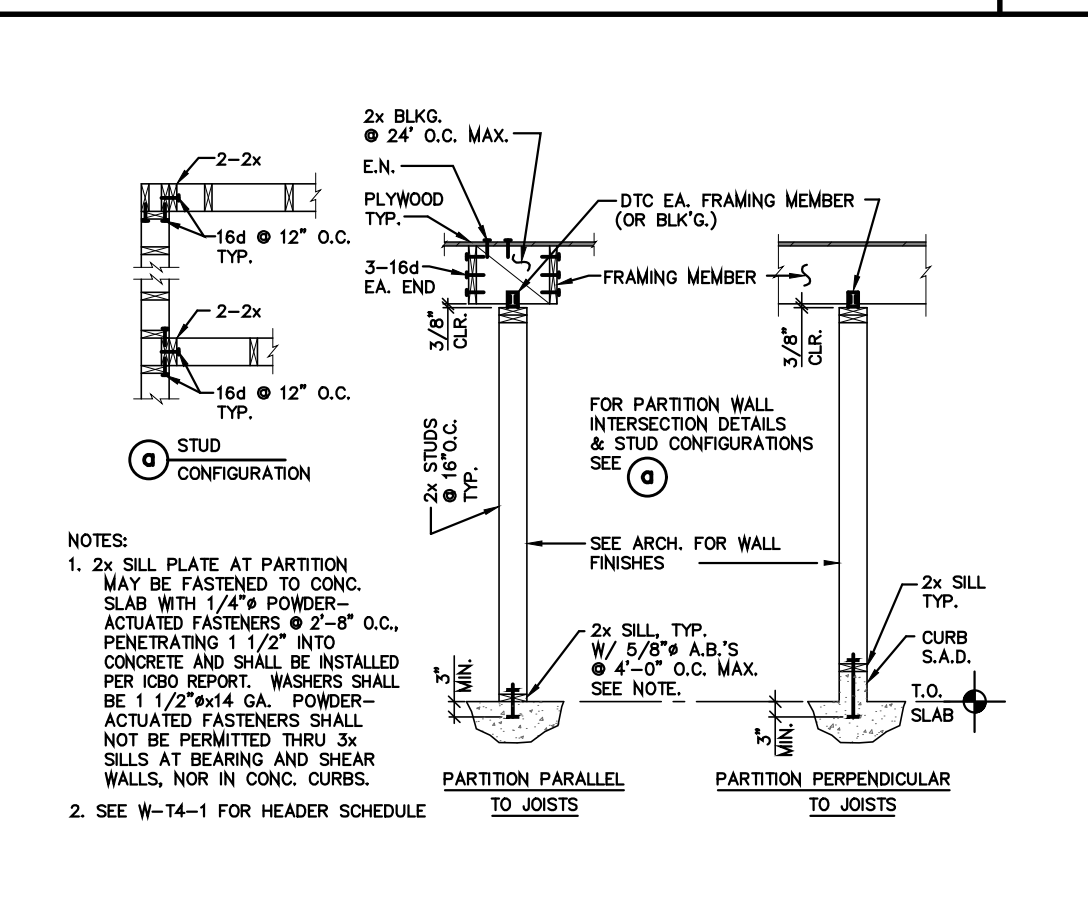 2x BLKG.
@ 24' O.C. MAX.
E.N.
PLYWOOD
TYP.
3-16d
EA. END
DTC EA. FRAMING MEMBER
(OR BLK'G.)
FRAMING MEMBER
3/8"
CLR.
3/8"
CLR.
2-2x
16d @ 12" O.C.
TYP.
2-2x
16d @ 12" O.C.
TYP.
a
STUD
CONFIGURATION
2x STUDS
@ 16"O.C.
TYP.
FOR PARTITION WALL
INTERSECTION DETAILS
& STUD CONFIGURATIONS
SEE a
SEE ARCH. FOR WALL
FINISHES
2x SILL, TYP.
W/ 5/8"ø A.B.'S
@ 4'-0" O.C. MAX.
SEE NOTE.
3"
MIN.
2x SILL
TYP.
CURB
S.A.D.
T.O.
SLAB
3"
MIN.
PARTITION PARALLEL
TO JOISTS
PARTITION PERPENDICULAR
TO JOISTS
NOTES:
1. 2x SILL PLATE AT PARTITION
MAY BE FASTENED TO CONC.
SLAB WITH 1/4"ø POWDER-
ACTUATED FASTENERS @ 2'-8" O.C.,
PENETRATING 1 1/2" INTO
CONCRETE AND SHALL BE INSTALLED
PER ICBO REPORT. WASHERS SHALL
BE 1 1/2"øx14 GA. POWDER-
ACTUATED FASTENERS SHALL
NOT BE PERMITTED THRU 3x
SILLS AT BEARING AND SHEAR
WALLS, NOR IN CONC. CURBS.
2. SEE W-T4-1 FOR HEADER SCHEDULE